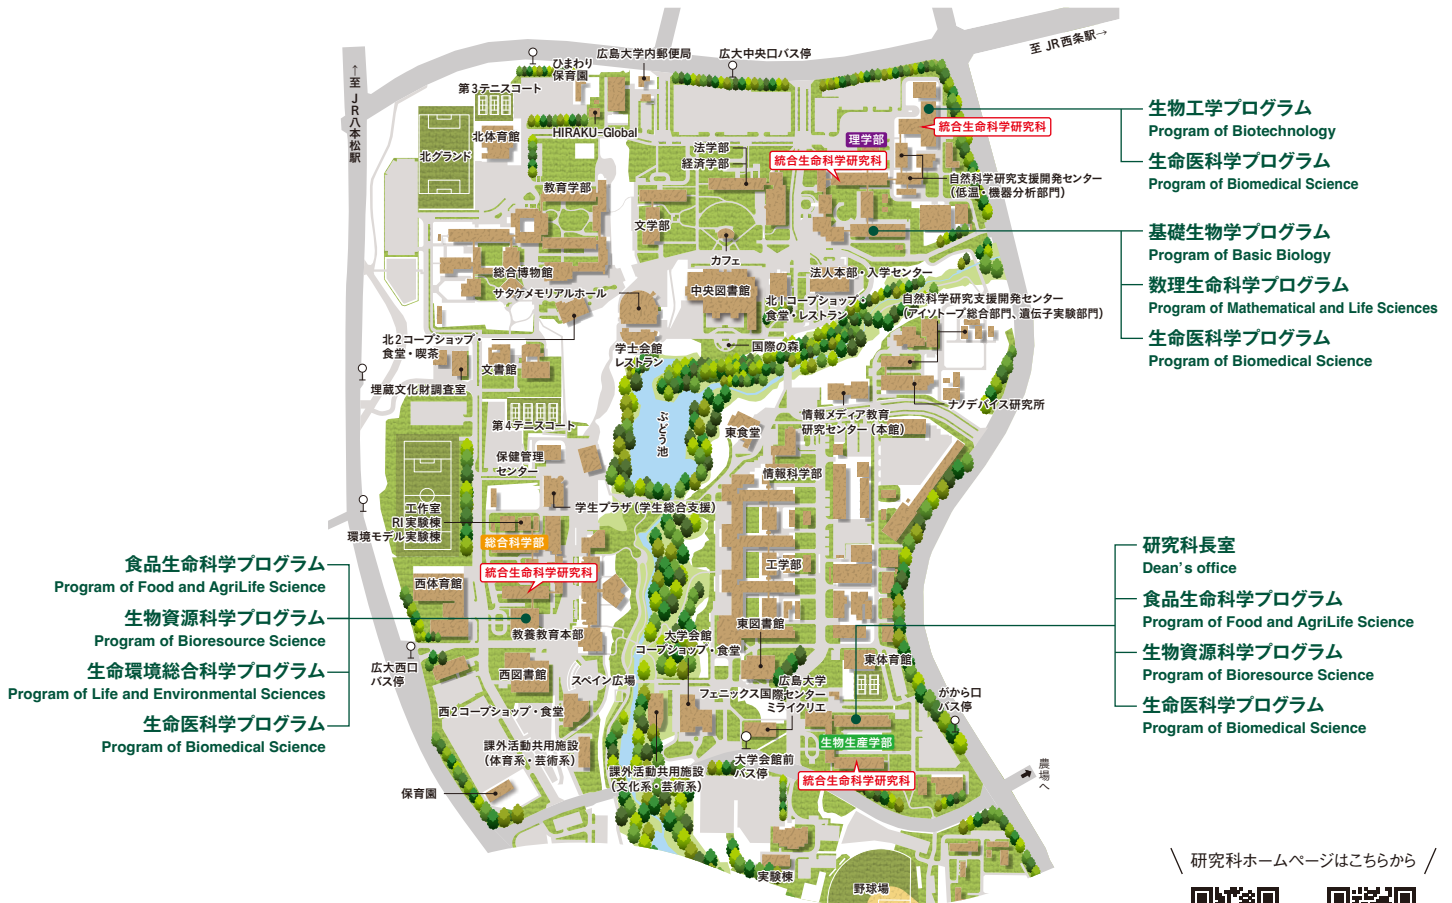 至 JR西条駅→
←至 JR八本松駅
ひまわり
保育園
広島大学内郵便局
広大中央口バス停
第3テニスコート
HIRAKU-Global
北体育館
北グランド
法学部
経済学部
理学部
統合生命科学研究科
統合生命科学研究科
自然科学研究支援開発センター
(低温・機器分析部門)
教育学部
文学部
カフェ
総合博物館
サタケメモリアルホール
中央図書館
法人本部・入学センター
北1コープショップ・
食堂・レストラン
自然科学研究支援開発センター
(アイソトープ総合部門、遺伝子実験部門)
北2コープショップ・
食堂・喫茶
学士会館
レストラン
国際の森
文書館
埋蔵文化財調査室
ナノデバイス研究所
情報メディア教育
研究センター(本館)
第4テニスコート
ぶどう池
東食堂
保健管理
センター
情報科学部
学生プラザ(学生総合支援)
工作室
RI実験棟
環境モデル実験棟
総合科学部
統合生命科学研究科
西体育館
工学部
教養教育本部
東図書館
大学会館
コープショップ・食堂
東体育館
広大西口
バス停
西図書館
スペイン広場
フェニックス国際センター
広島大学
ミライクリエ
がから口
バス停
西2コープショップ・食堂
生物生産学部
統合生命科学研究科
課外活動共用施設
(体育系・芸術系)
課外活動共用施設
(文化系・芸術系)
大学会館前
バス停
農場へ
保育園
実験棟
野球場
生物工学プログラム
Program of Biotechnology
生命医科学プログラム
Program of Biomedical Science
基礎生物学プログラム
Program of Basic Biology
数理生命科学プログラム
Program of Mathematical and Life Sciences
生命医科学プログラム
Program of Biomedical Science
食品生命科学プログラム
Program of Food and AgriLife Science
生物資源科学プログラム
Program of Bioresource Science
生命環境総合科学プログラム
Program of Life and Environmental Sciences
生命医科学プログラム
Program of Biomedical Science
研究科長室
Dean's office
食品生命科学プログラム
Program of Food and AgriLife Science
生物資源科学プログラム
Program of Bioresource Science
生命医科学プログラム
Program of Biomedical Science
研究科ホームページはこちらから